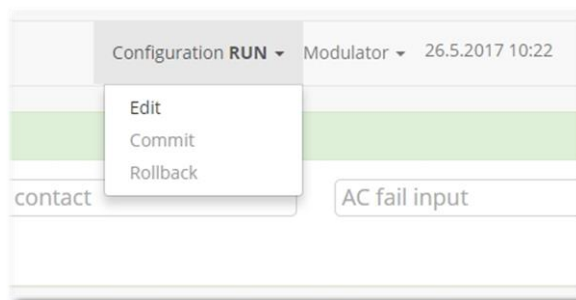 Configuration RUN Modulator 26.5.2017 10:22
Edit
Commit
Rollback
contact AC fail input